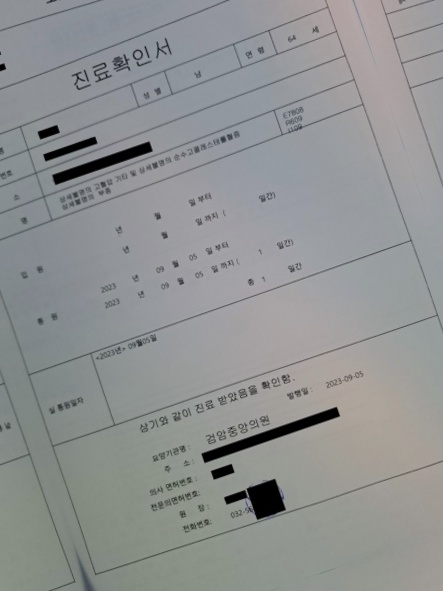 진료확인서
성 별 남 연 령 64 세
번호
소
명 상세불명의 고혈압 기타 및 상세불명의 순수고콜레스테롤혈증 E7808
상세불명의 부종 R609
I109
년 월 일 부터
입 원 년 월 일 까지 ( 일간)
2023 년 09 월 05 일 부터
통 원 2023 년 09 월 05 일 까지 ( 1 일간)
총 1 일간
<2023년> 09월05일
실 통원일자
상기와 같이 진료 받았음을 확인함.
발행일 : 2023-09-05
요양기관명 : 검암중앙의원
주 소 :
의사 면허번호 :
전문의면허번호:
원 장 :
전화번호: 032-